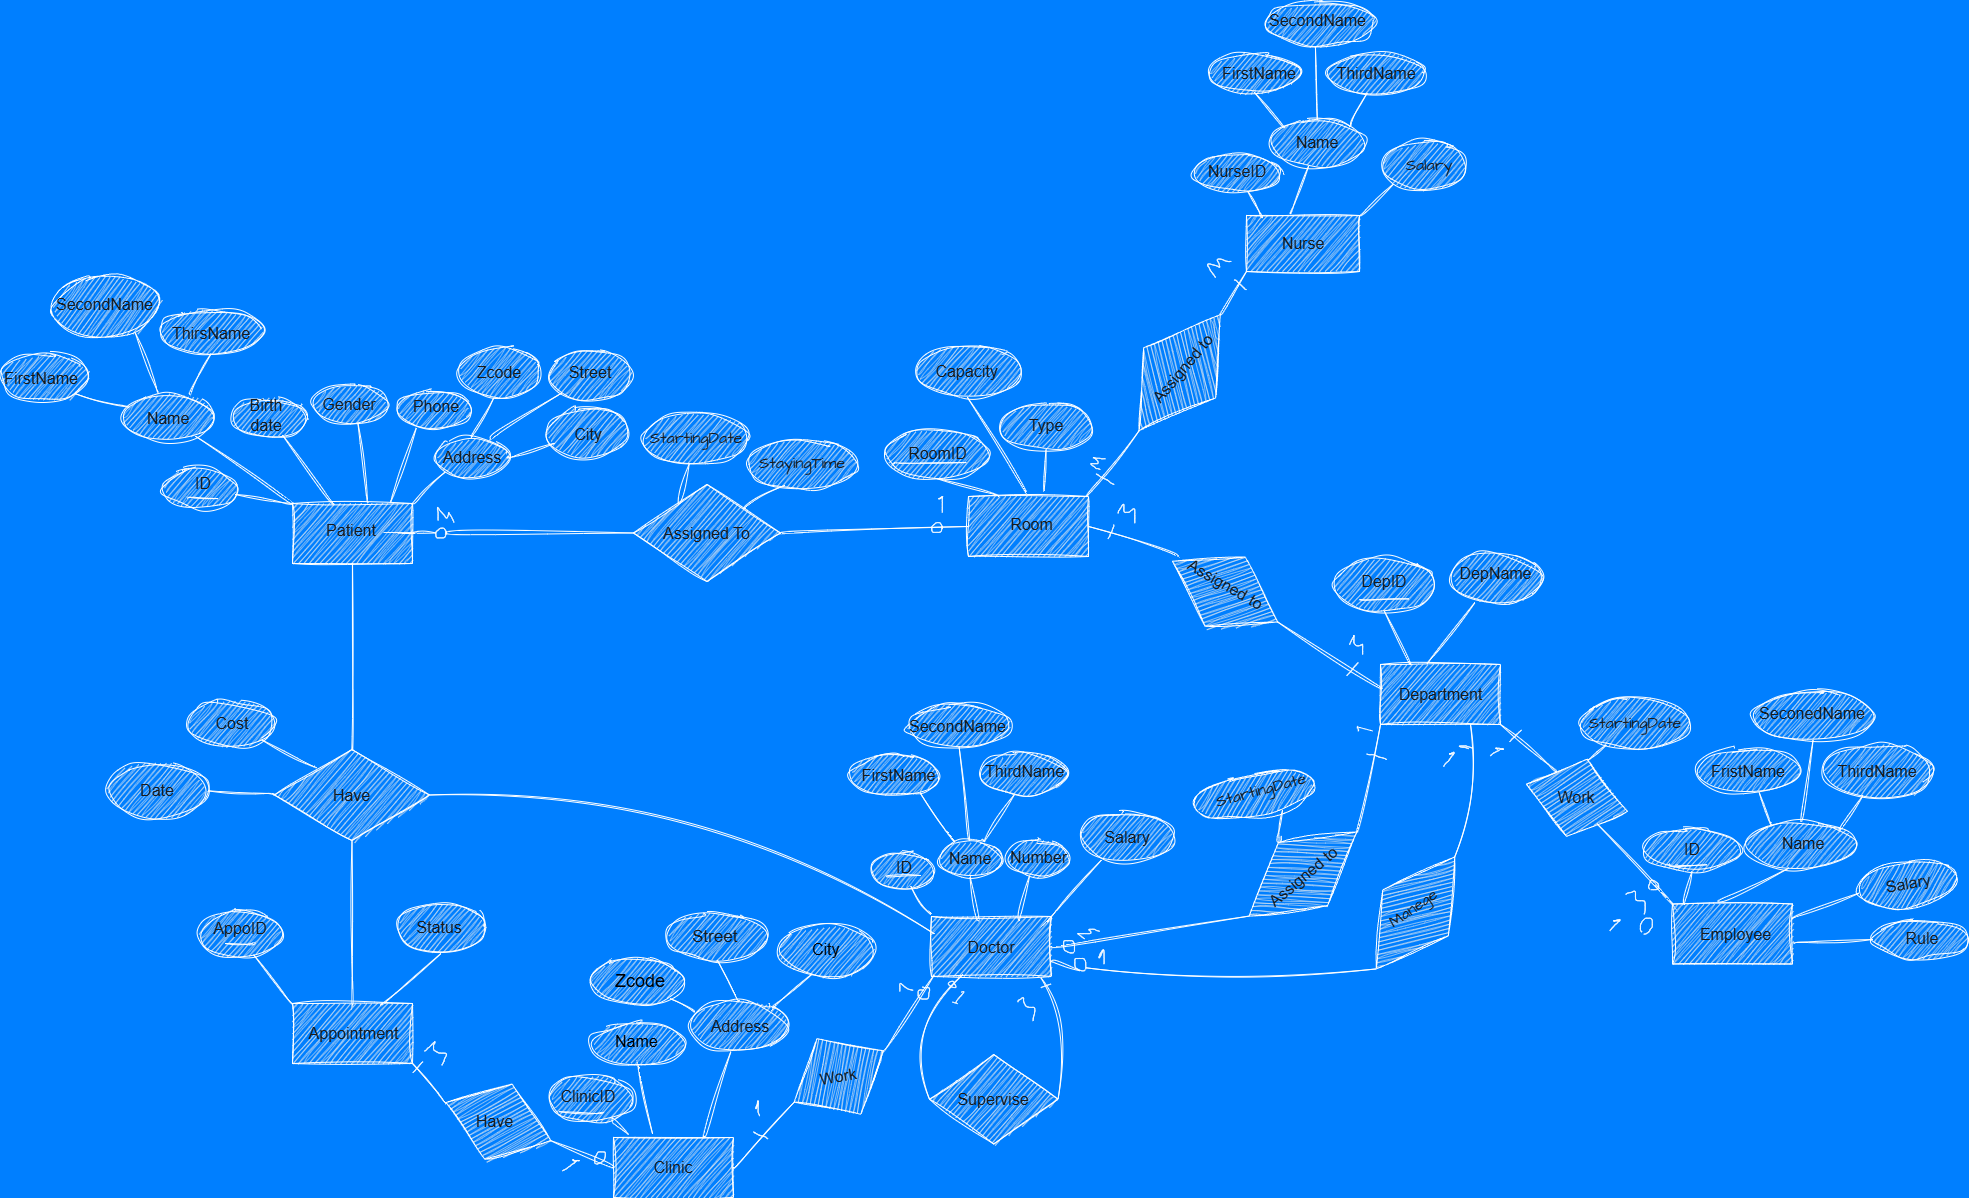 SecondName
FirstName
ThirdName
Name
NurseID
Salary
Nurse
M
Assigned to
M
SecondName
ThirsName
FirstName
Name
Birth
date
Gender
Phone
Zcode
Street
City
Address
ID
Patient
M
StartingDate
StayingTime
Assigned To
1
Capacity
Type
RoomID
Room
M
Assigned to
M
DepID
DepName
Department
1
1
1
StartingDate
Work
M
1
SeconedName
FristName
ThirdName
ID
Name
Salary
Rule
Employee
Cost
Date
Have
SecondName
FirstName
ThirdName
ID
Name
Number
Salary
Doctor
StartingDate
Assigned to
M
Manege
1
1
1
M
Supervise
AppoID
Status
Appointment
M
Have
1
Street
City
Zcode
Address
Name
ClinicID
Clinic
1
Work